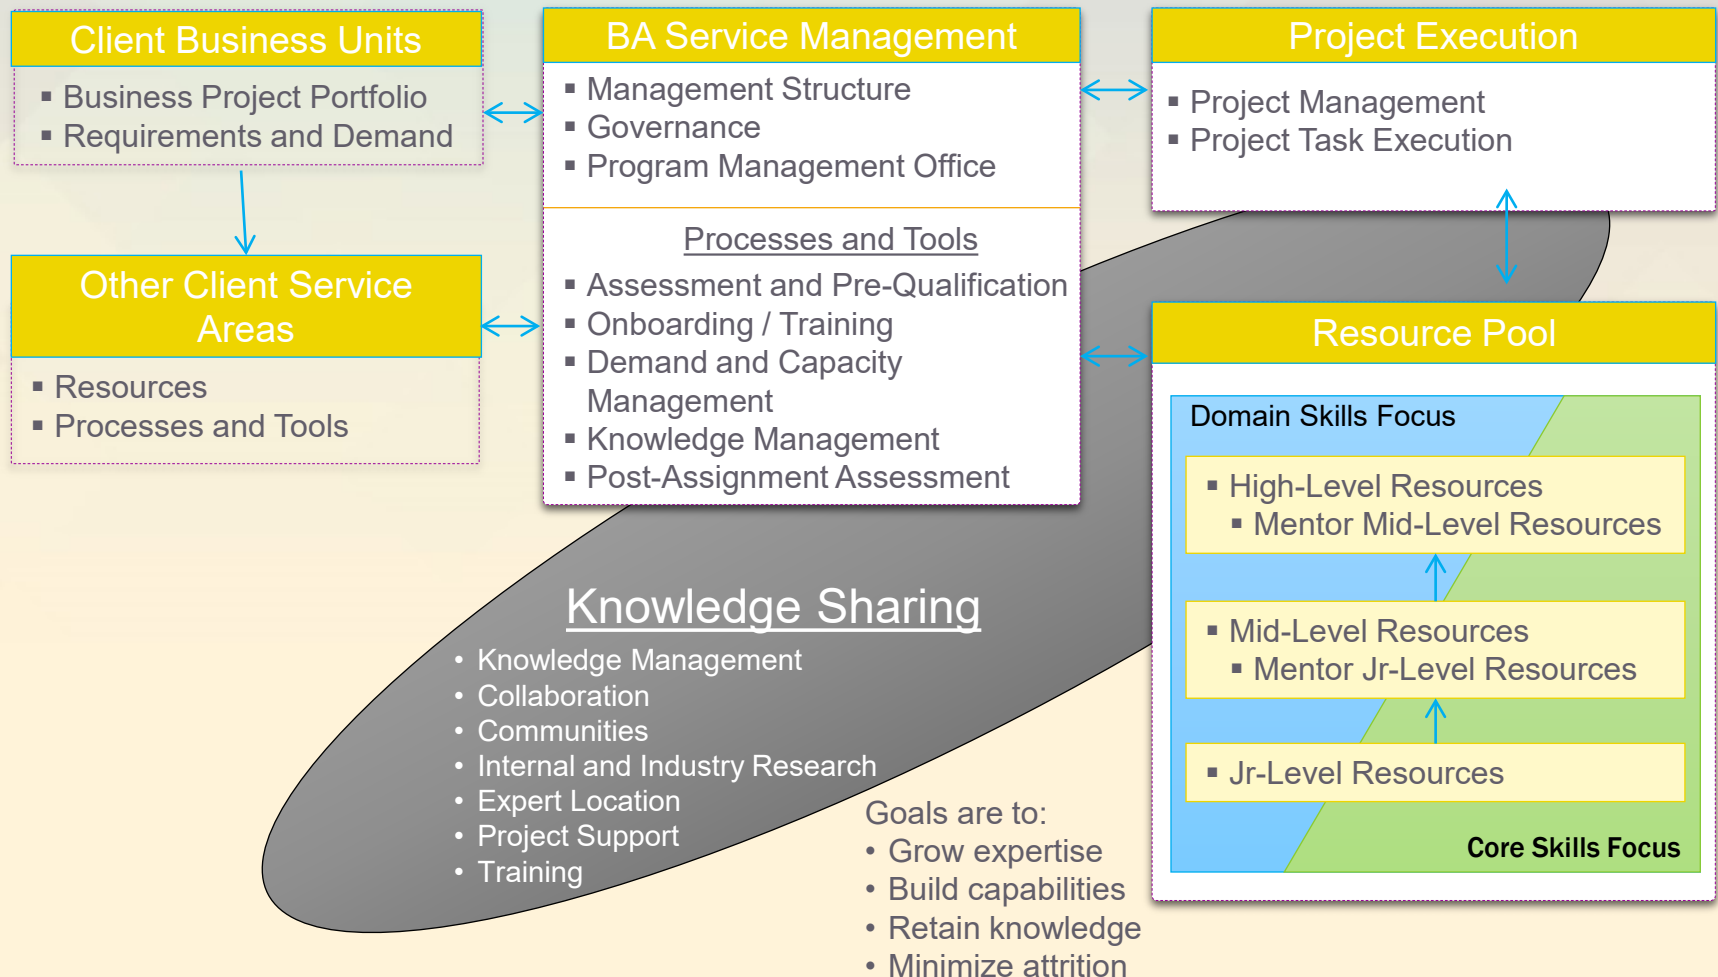 Client Business Units
▪ Business Project Portfolio
▪ Requirements and Demand
Other Client Service
Areas
▪ Resources
▪ Processes and Tools
BA Service Management
▪ Management Structure
▪ Governance
▪ Program Management Office
Processes and Tools
▪ Assessment and Pre-Qualification
▪ Onboarding / Training
▪ Demand and Capacity
Management
▪ Knowledge Management
▪ Post-Assignment Assessment
Project Execution
▪ Project Management
▪ Project Task Execution
Resource Pool
Domain Skills Focus
▪ High-Level Resources
▪ Mentor Mid-Level Resources
▪ Mid-Level Resources
▪ Mentor Jr-Level Resources
▪ Jr-Level Resources
Core Skills Focus
Knowledge Sharing
• Knowledge Management
• Collaboration
• Communities
• Internal and Industry Research
• Expert Location
• Project Support
• Training
Goals are to:
• Grow expertise
• Build capabilities
• Retain knowledge
• Minimize attrition